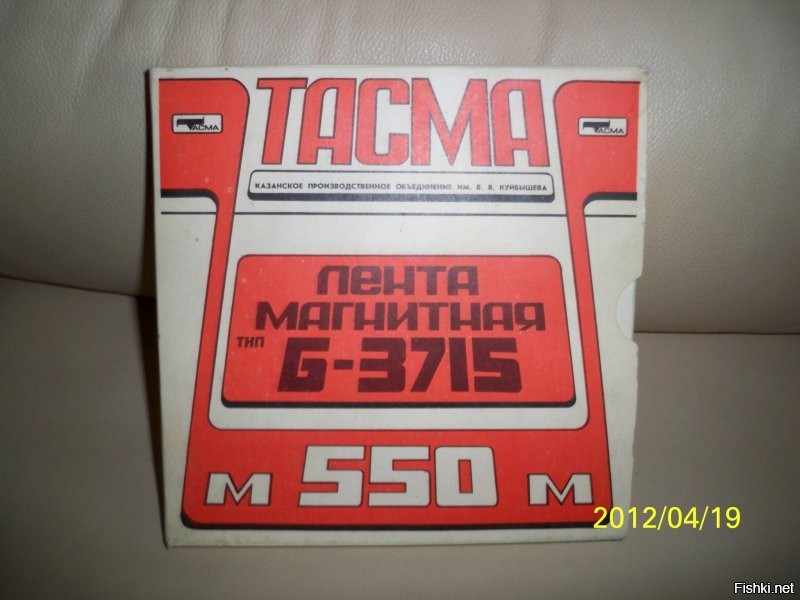 ТАСМА
ТАСМА
ТАСМА
КАЗАНСКОЕ ПРОИЗВОДСТВЕННОЕ ОБЪЕДИНЕНИЕ ИМ. В. В. КУЙБЫШЕВА
ЛЕНТА
МАГНИТНАЯ
ТИП Б-3715
М 550 М
2012/04/19
Fishki.net